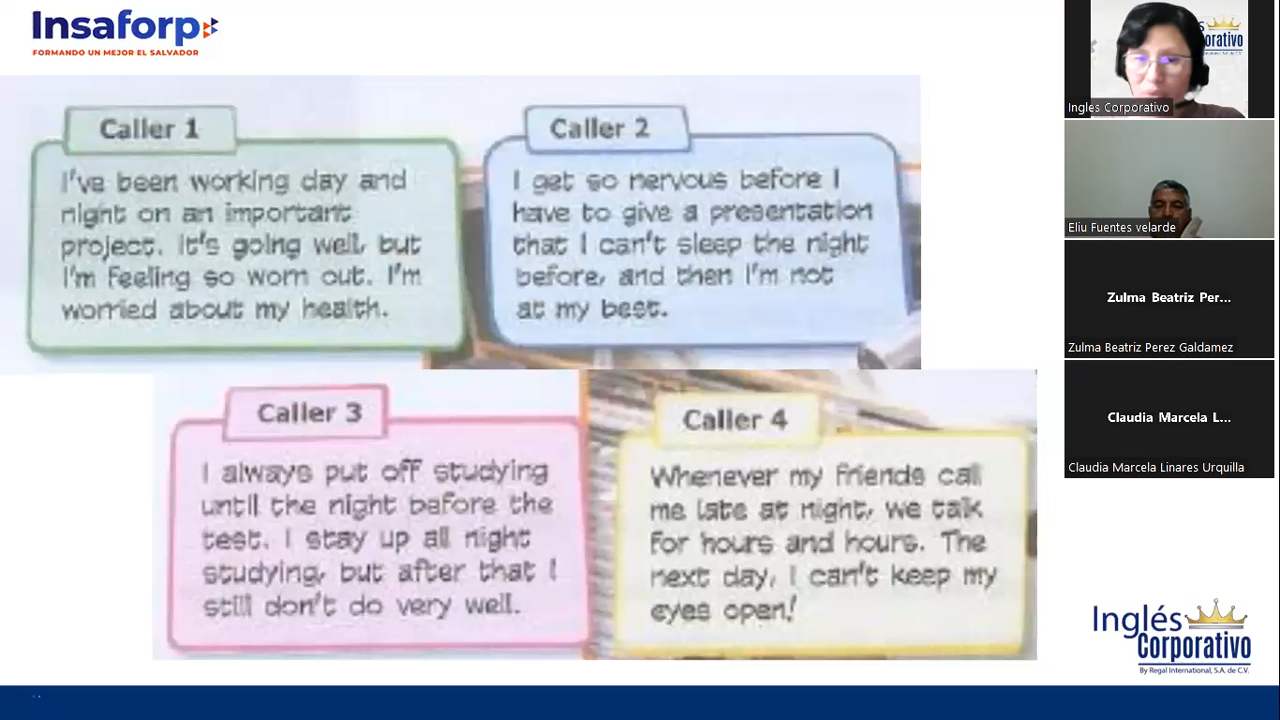 Insaforp
FORMANDO UN MEJOR EL SALVADOR
Caller 1
I've been working day and
night on an important
project. It's going well, but
I'm feeling so worn out. I'm
worried about my health.
Caller 2
I get so nervous before I
have to give a presentation
that I can't sleep the night
before, and then I'm not
at my best.
Caller 3
I always put off studying
until the night before the
test. I stay up all night
studying, but after that I
still don't do very well.
Caller 4
Whenever my friends call
me late at night, we talk
for hours and hours. The
next day, I can't keep my
eyes open!
Ingles Corporativo
Eliu Fuentes velarde
Zulma Beatriz Per...
Zulma Beatriz Perez Galdamez
Claudia Marcela L...
Claudia Marcela Linares Urquilla
Inglés
Corporativo
By Regal International, S.A. de C.V.